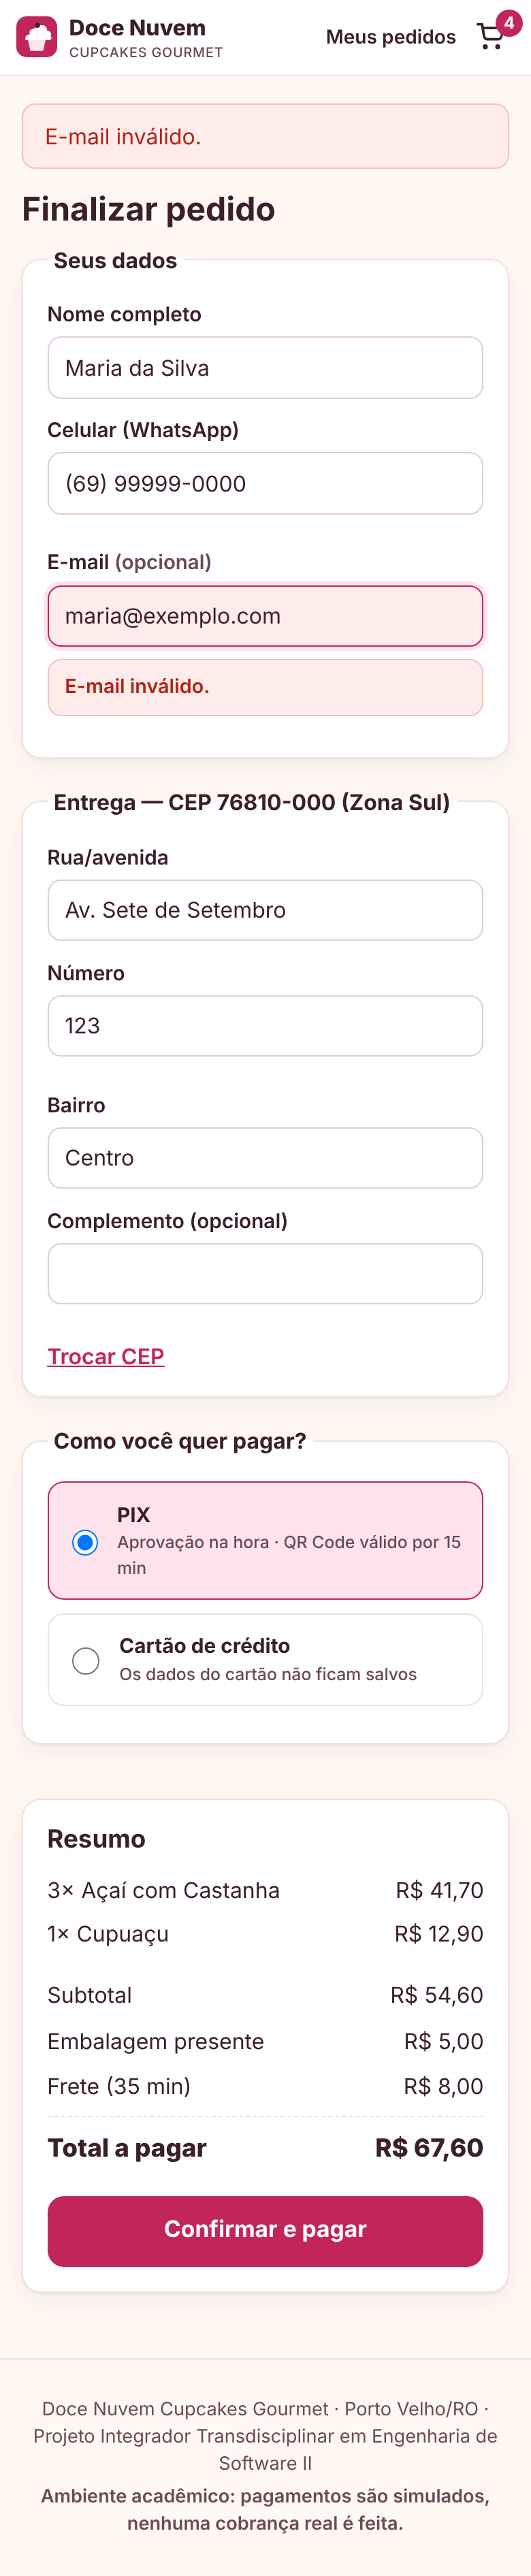 Doce Nuvem
CUPCAKES GOURMET
Meus pedidos
4
E-mail inválido.
Finalizar pedido
Seus dados
Nome completo
Maria da Silva
Celular (WhatsApp)
(69) 99999-0000
E-mail (opcional)
maria@exemplo.com
E-mail inválido.
Entrega — CEP 76810-000 (Zona Sul)
Rua/avenida
Av. Sete de Setembro
Número
123
Bairro
Centro
Complemento (opcional)
Trocar CEP
Como você quer pagar?
PIX
Aprovação na hora · QR Code válido por 15
min
Cartão de crédito
Os dados do cartão não ficam salvos
Resumo
3× Açaí com Castanha R$ 41,70
1× Cupuaçu R$ 12,90
Subtotal R$ 54,60
Embalagem presente R$ 5,00
Frete (35 min) R$ 8,00
Total a pagar R$ 67,60
Confirmar e pagar
Doce Nuvem Cupcakes Gourmet · Porto Velho/RO ·
Projeto Integrador Transdisciplinar em Engenharia de
Software II
Ambiente acadêmico: pagamentos são simulados,
nenhuma cobrança real é feita.